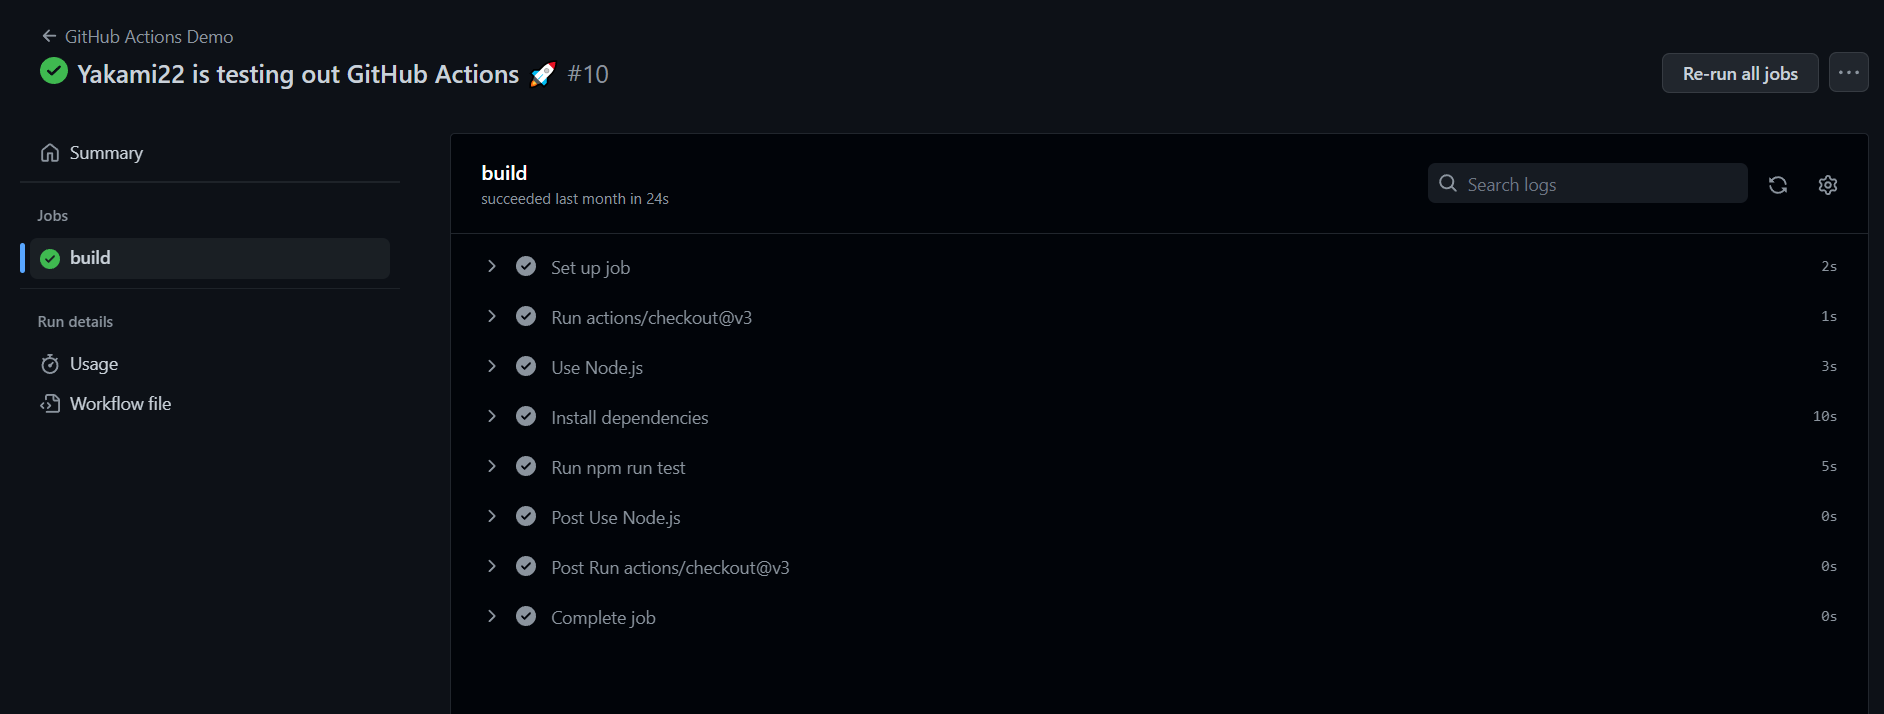 GitHub Actions Demo
Yakami22 is testing out GitHub Actions 🚀 #10
Re-run all jobs
Summary
Jobs
build
Run details
Usage
Workflow file
build
succeeded last month in 24s
Search logs
Set up job 2s
Run actions/checkout@v3 1s
Use Node.js 3s
Install dependencies 10s
Run npm run test 5s
Post Use Node.js 0s
Post Run actions/checkout@v3 0s
Complete job 0s